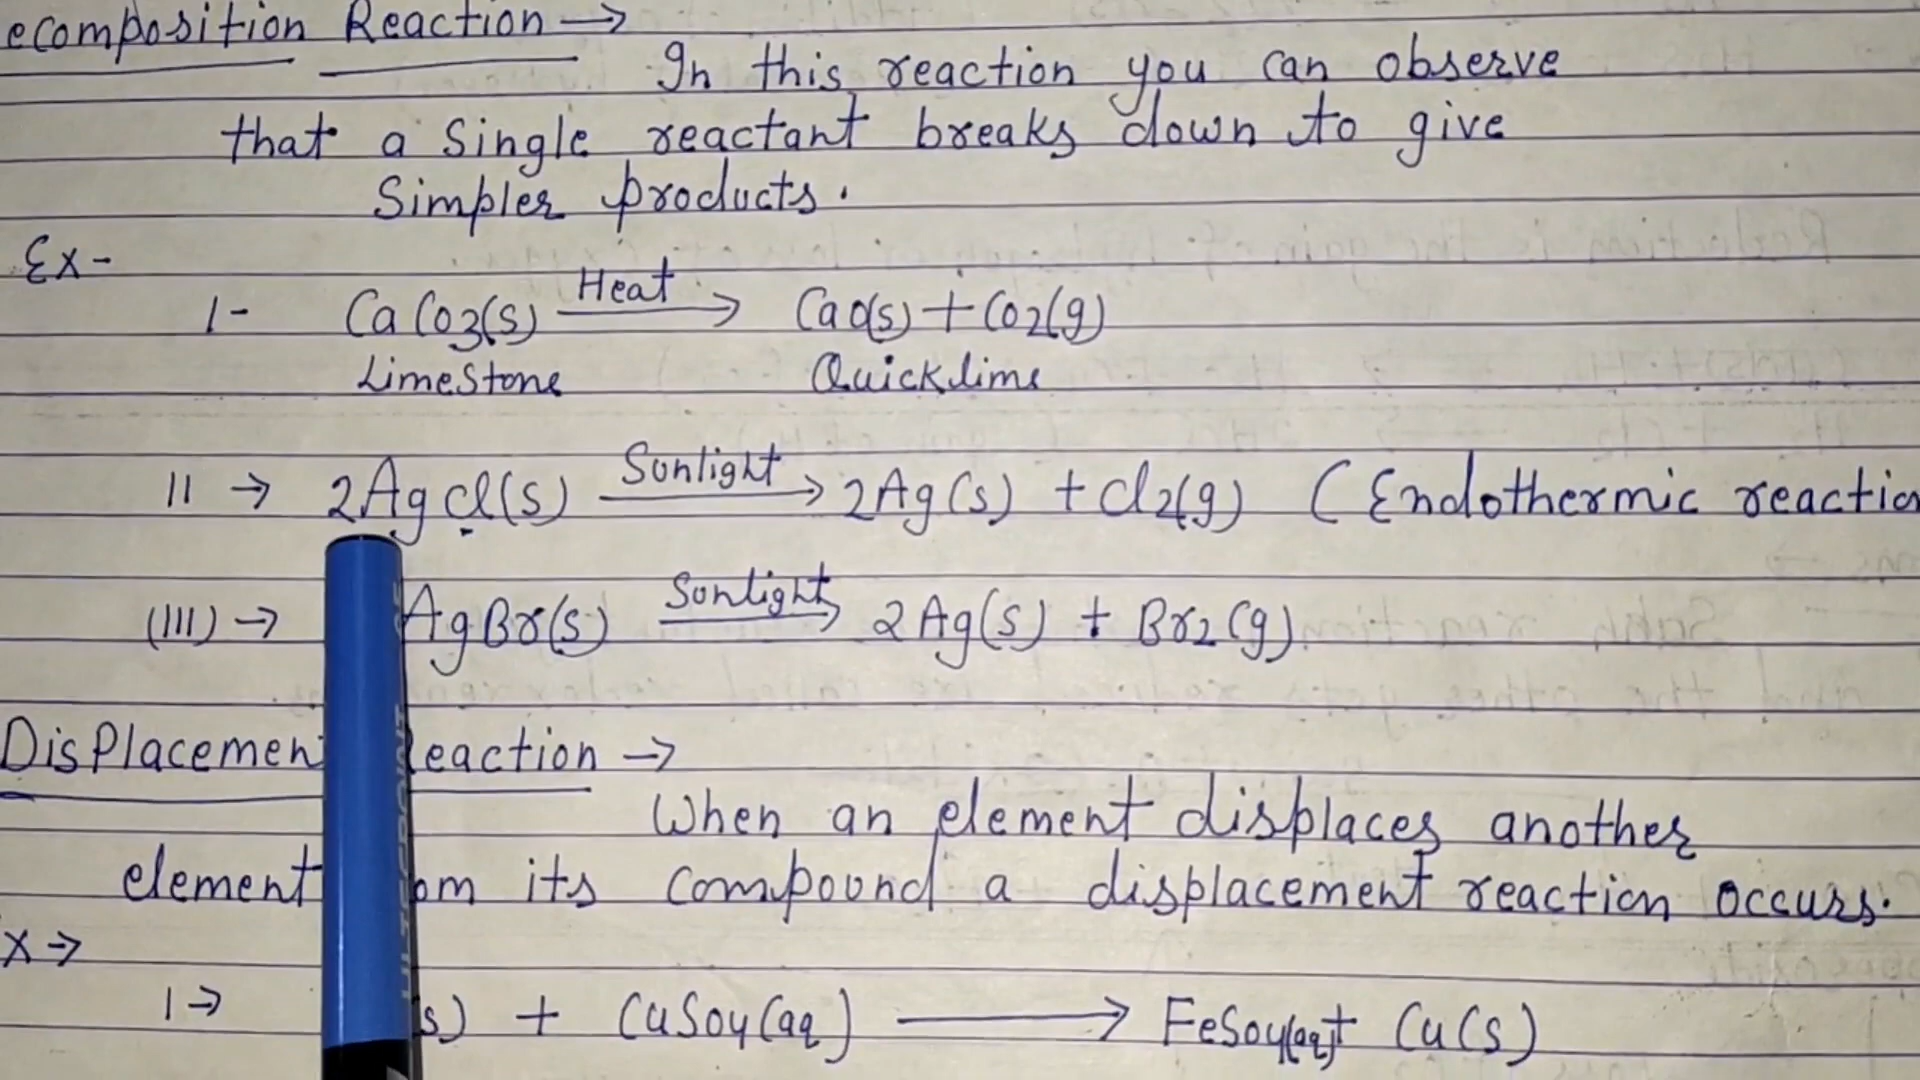 ecomposition Reaction →
In this reaction you can observe
that a Single reactant breaks down to give
Simpler products.
Ex-
1- CaCo3(s) Heat → CaO(s) + Co2(g)
Limestone Quicklime
11 → 2AgCl(s) Sunlight → 2Ag(s) + Cl2(g) (Endothermic reactio
(111) → AgBr(s) Sunlight → 2Ag(s) + Br2(g)
Displacemen eaction →
When an element displaces another
element om its compound a displacement reaction occurs.
x →
1 → s) + CuSo4(aq) → FeSo4(aq) + Cu(s)